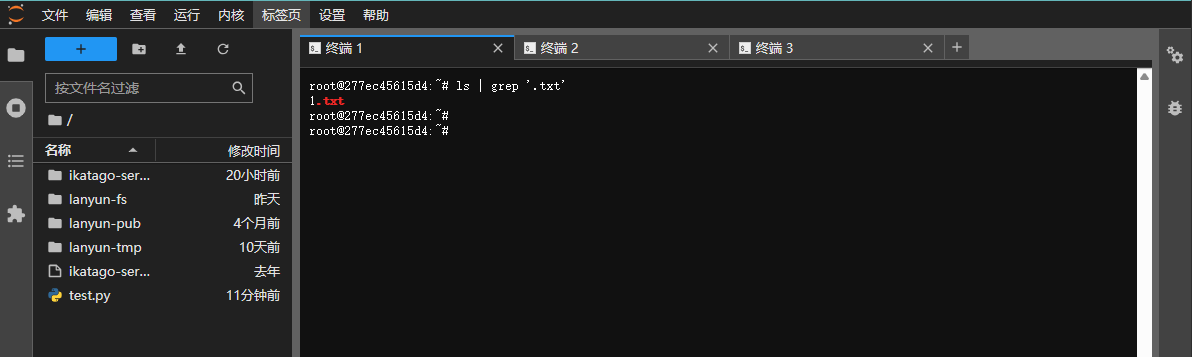 文件 编辑 查看 运行 内核 标签页 设置 帮助
终端 1 终端 2 终端 3
按文件名过滤
/
名称 修改时间
ikatago-ser... 20小时前
lanyun-fs 昨天
lanyun-pub 4个月前
lanyun-tmp 10天前
ikatago-ser... 去年
test.py 11分钟前
root@277ec45615d4:~# ls | grep '.txt'
1.txt
root@277ec45615d4:~#
root@277ec45615d4:~#